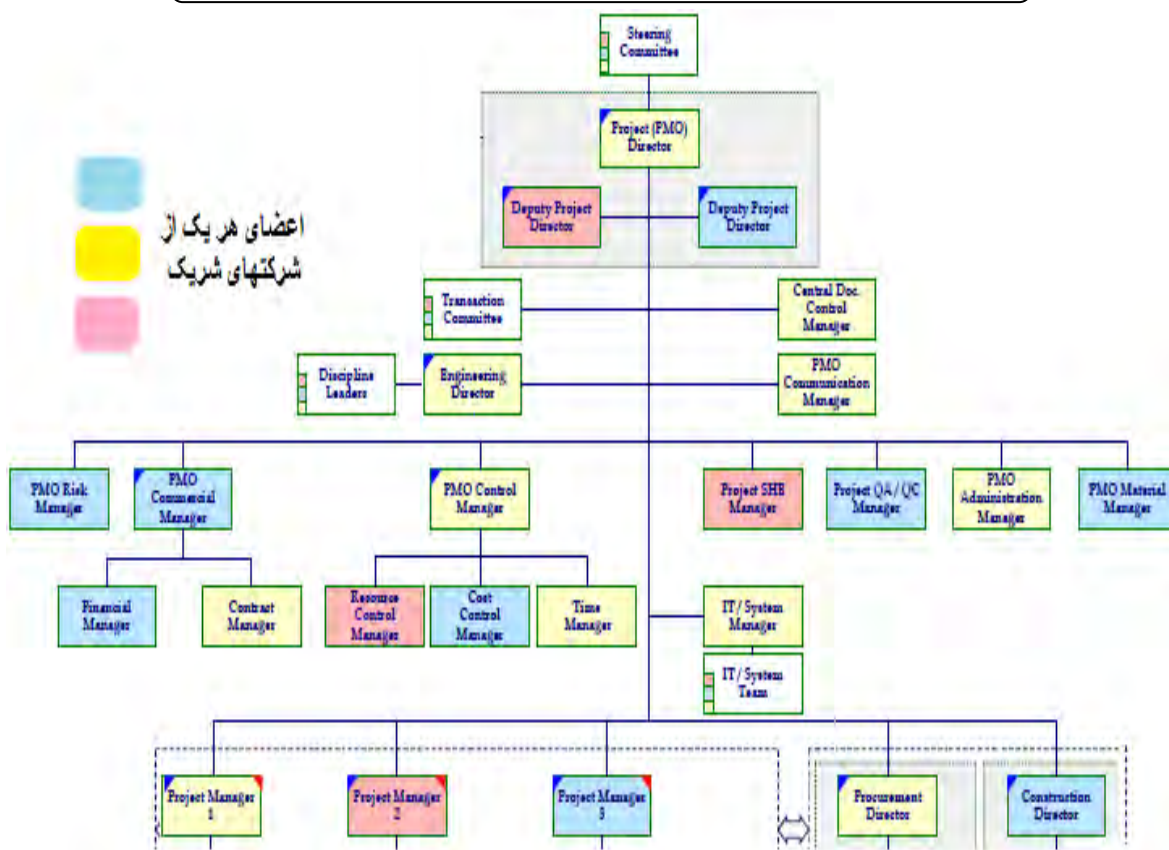 Steering
Committee
Project (PMO)
Director
Deputy Project
Director
Deputy Project
Director
اعضای هر یک از
شرکتهای شریک
Transaction
Committee
Central Doc.
Control
Manager
Discipline
Leaders
Engineering
Director
PMO
Communication
Manager
PMO Risk
Manager
PMO
Commercial
Manager
PMO Control
Manager
Project SHE
Manager
Project QA / QC
Manager
PMO
Administration
Manager
PMO Material
Manager
Financial
Manager
Contract
Manager
Resource
Control
Manager
Cost
Control
Manager
Time
Manager
IT / System
Manager
IT / System
Team
Project Manager
1
Project Manager
2
Project Manager
3
Procurement
Director
Construction
Director